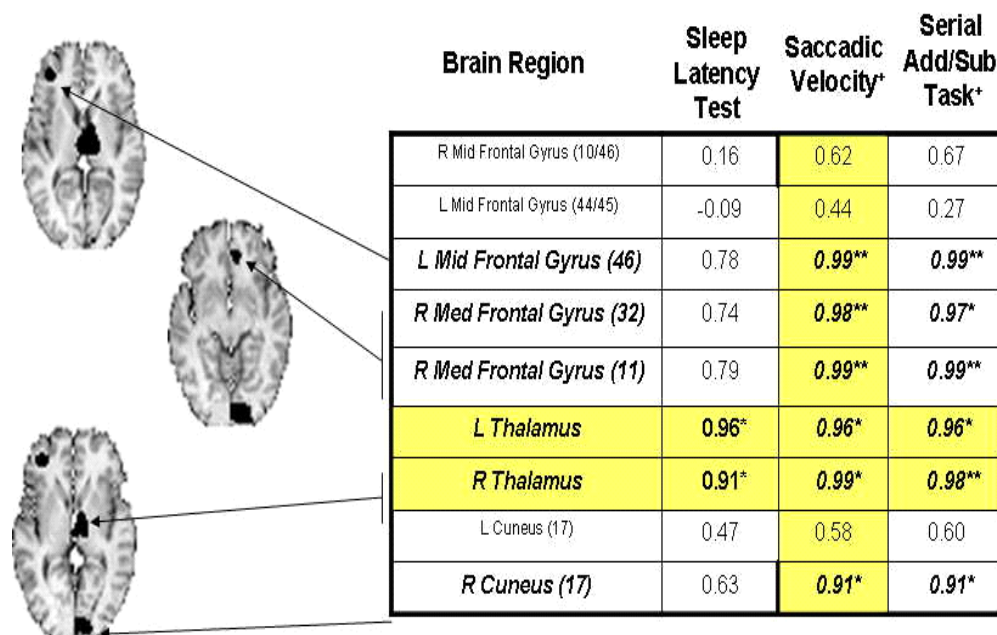 Brain Region Sleep Latency Test Saccadic Velocity+ Serial Add/Sub Task+
R Mid Frontal Gyrus (10/46) 0.16 0.62 0.67
L Mid Frontal Gyrus (44/45) -0.09 0.44 0.27
L Mid Frontal Gyrus (46) 0.78 0.99** 0.99**
R Med Frontal Gyrus (32) 0.74 0.98** 0.97*
R Med Frontal Gyrus (11) 0.79 0.99** 0.99**
L Thalamus 0.96* 0.96* 0.96*
R Thalamus 0.91* 0.99* 0.98**
L Cuneus (17) 0.47 0.58 0.60
R Cuneus (17) 0.63 0.91* 0.91*